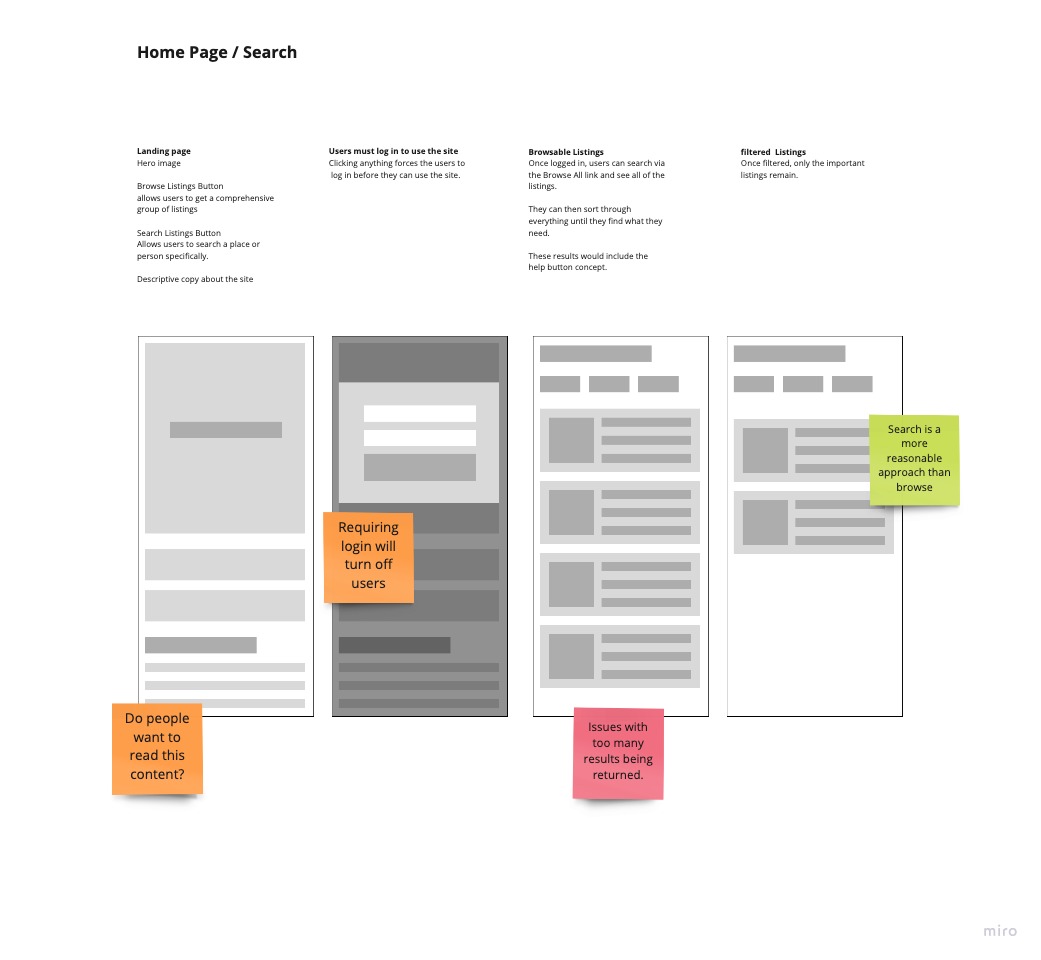 Home Page / Search
Landing page
Hero image
Browse Listings Button
allows users to get a comprehensive
group of listings
Search Listings Button
Allows users to search a place or
person specifically.
Descriptive copy about the site
Users must log in to use the site
Clicking anything forces the users to
log in before they can use the site.
Browsable Listings
Once logged in, users can search via
the Browse All link and see all of the
listings.
They can then sort through
everything until they find what they
need.
These results would include the
help button concept.
filtered Listings
Once filtered, only the important
listings remain.
Search is a
more
reasonable
approach than
browse
Requiring
login will
turn off
users
Do people
want to
read this
content?
Issues with
too many
results being
returned.
miro